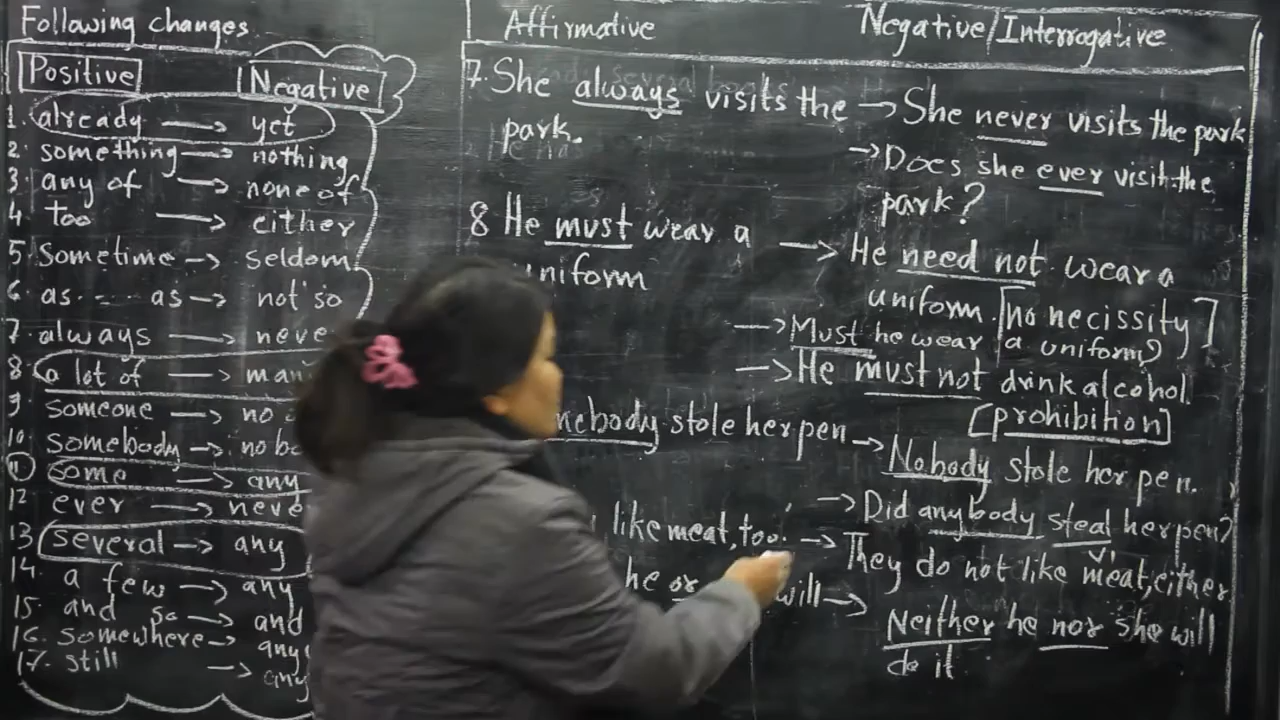 Following changes
Positive Negative
1. already → yet
2. something → nothing
3. any of → none of
4 too → either
5. Sometime → seldom
6. as --- as → not so
7. always → neve
8. a lot of → man
9 someone → no
10 somebody → no b
11 some → any
12 ever → neve
13 several → any
14. a few → any
15. and so → and
16. somewhere → any
17. still → any
Affirmative Negative/Interrogative
7. She always visits the → She never visits the park
park.
→ Does she ever visit the
park?
8 He must wear a → He need not wear a
niform
uniform [no necissity]
→ Must he wear a uniform?
→ He must not drink alcohol.
[prohibition]
mebody stole her pen → Nobody stole her pen.
→ Did anybody steal her pen?
like meat, too. → They do not like meat, either
he or will → Neither he nor she will
do it.